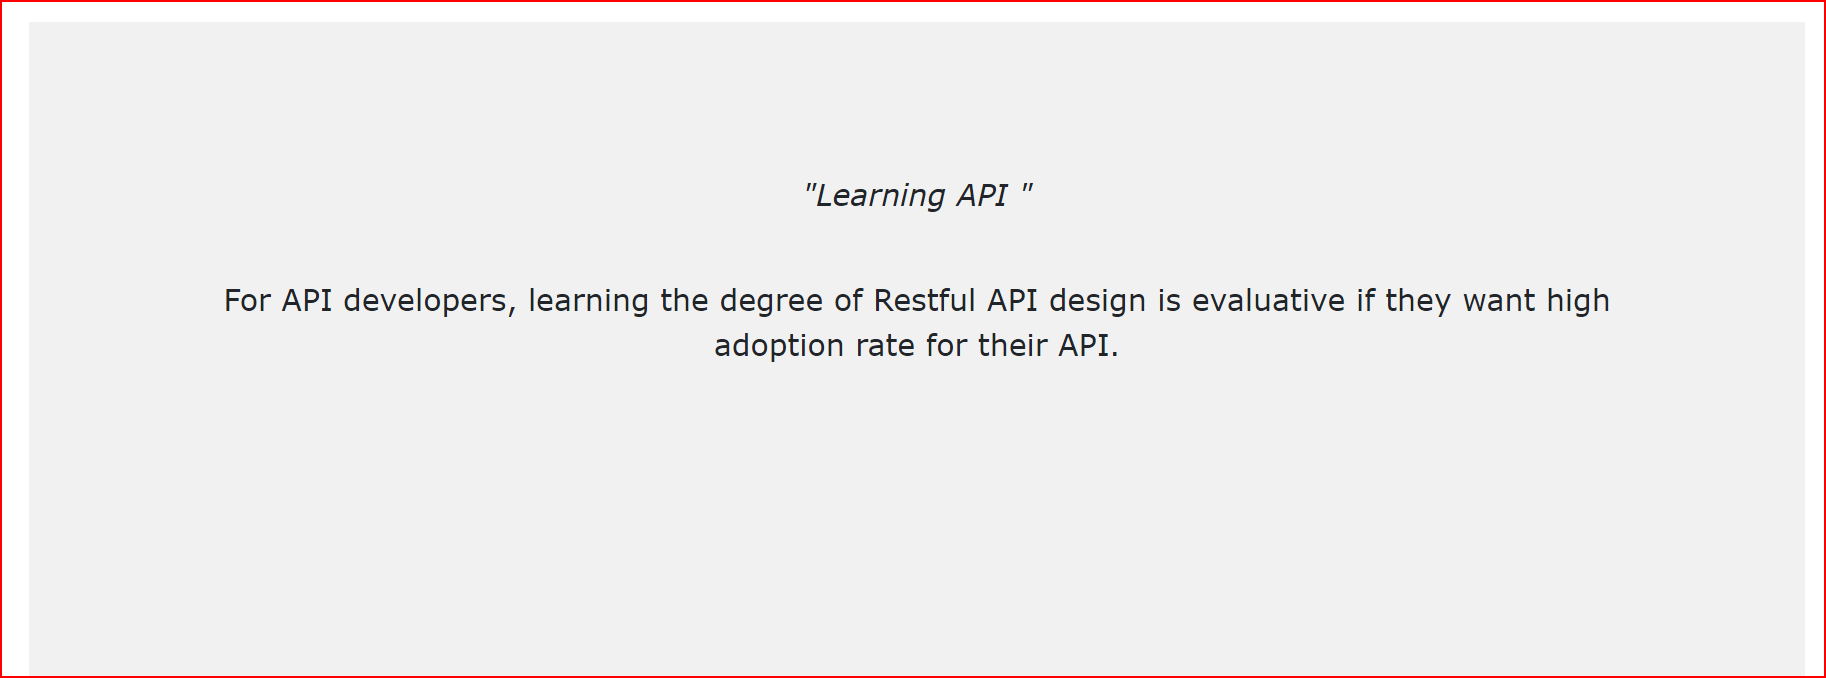 "Learning API "
For API developers, learning the degree of Restful API design is evaluative if they want high
adoption rate for their API.